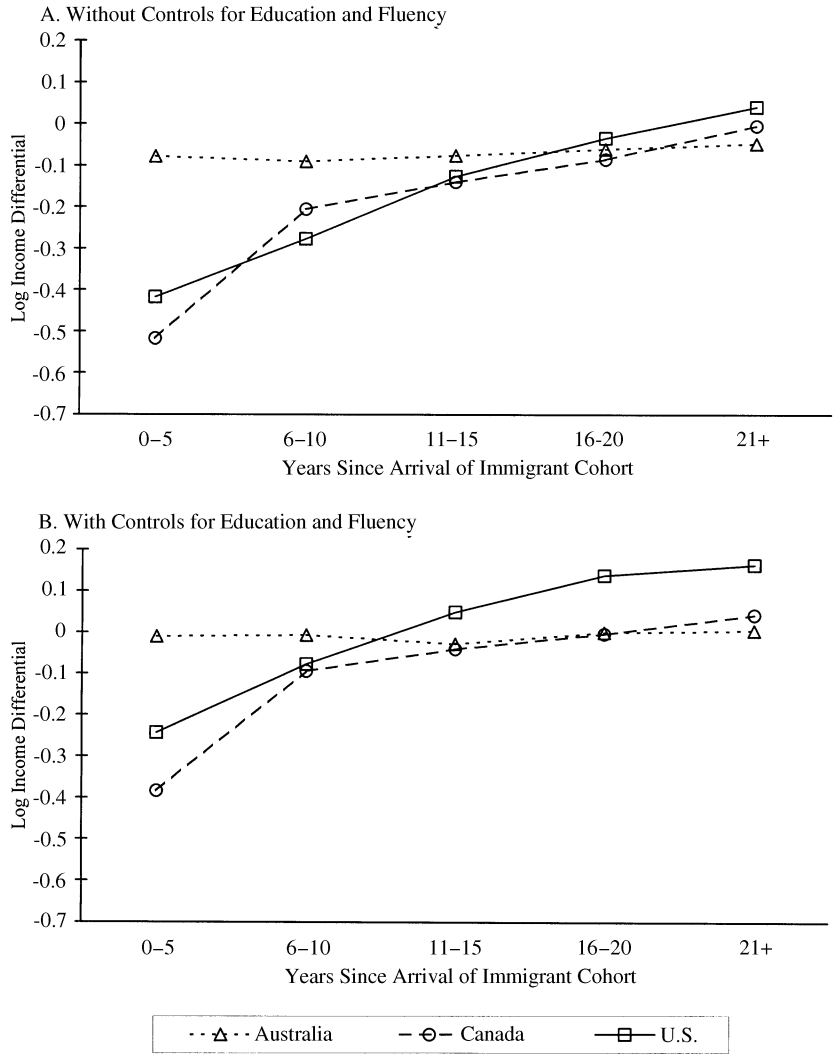 A. Without Controls for Education and Fluency
0.2
0.1
0
-0.1
-0.2
-0.3
-0.4
-0.5
-0.6
-0.7
Log Income Differential
0–5 6–10 11–15 16-20 21+
Years Since Arrival of Immigrant Cohort
B. With Controls for Education and Fluency
0.2
0.1
0
-0.1
-0.2
-0.3
-0.4
-0.5
-0.6
-0.7
Log Income Differential
0–5 6–10 11–15 16–20 21+
Years Since Arrival of Immigrant Cohort
Australia Canada U.S.